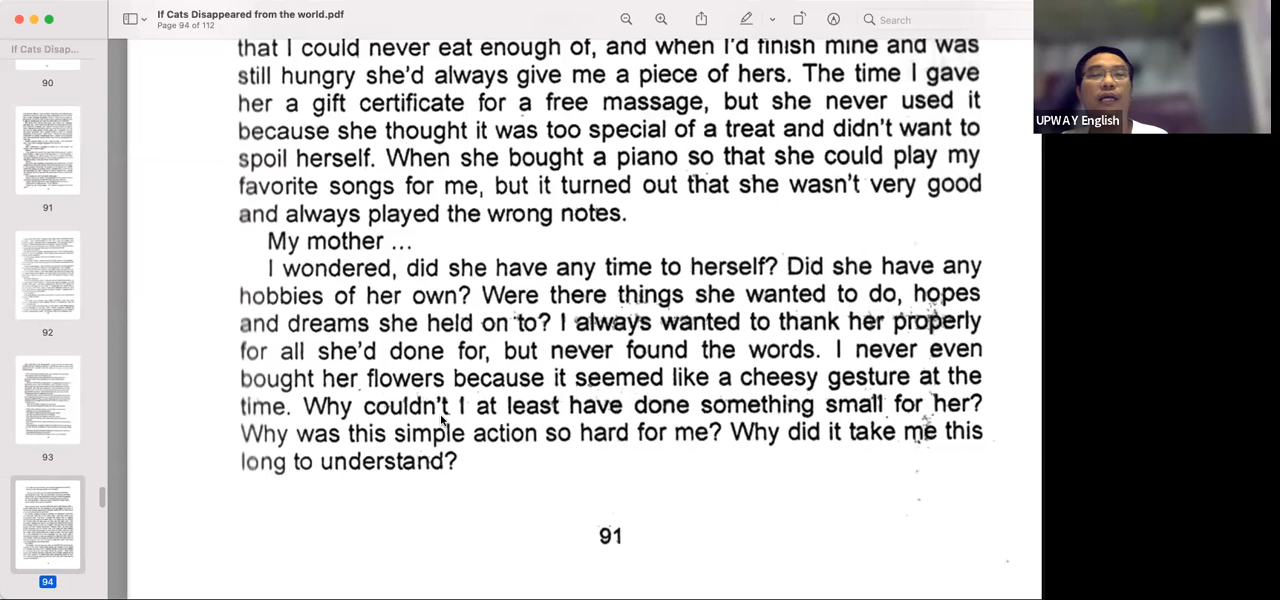 If Cats Disappeared from the world.pdf
Page 94 of 112
Search
If Cats Disap...
90
91
92
93
94
that I could never eat enough of, and when I'd finish mine and was
still hungry she'd always give me a piece of hers. The time I gave
her a gift certificate for a free massage, but she never used it
because she thought it was too special of a treat and didn't want to
spoil herself. When she bought a piano so that she could play my
favorite songs for me, but it turned out that she wasn't very good
and always played the wrong notes.
My mother ...
I wondered, did she have any time to herself? Did she have any
hobbies of her own? Were there things she wanted to do, hopes
and dreams she held on to? I always wanted to thank her properly
for all she'd done for, but never found the words. I never even
bought her flowers because it seemed like a cheesy gesture at the
time. Why couldn't I at least have done something small for her?
Why was this simple action so hard for me? Why did it take me this
long to understand?
91
UPWAY English